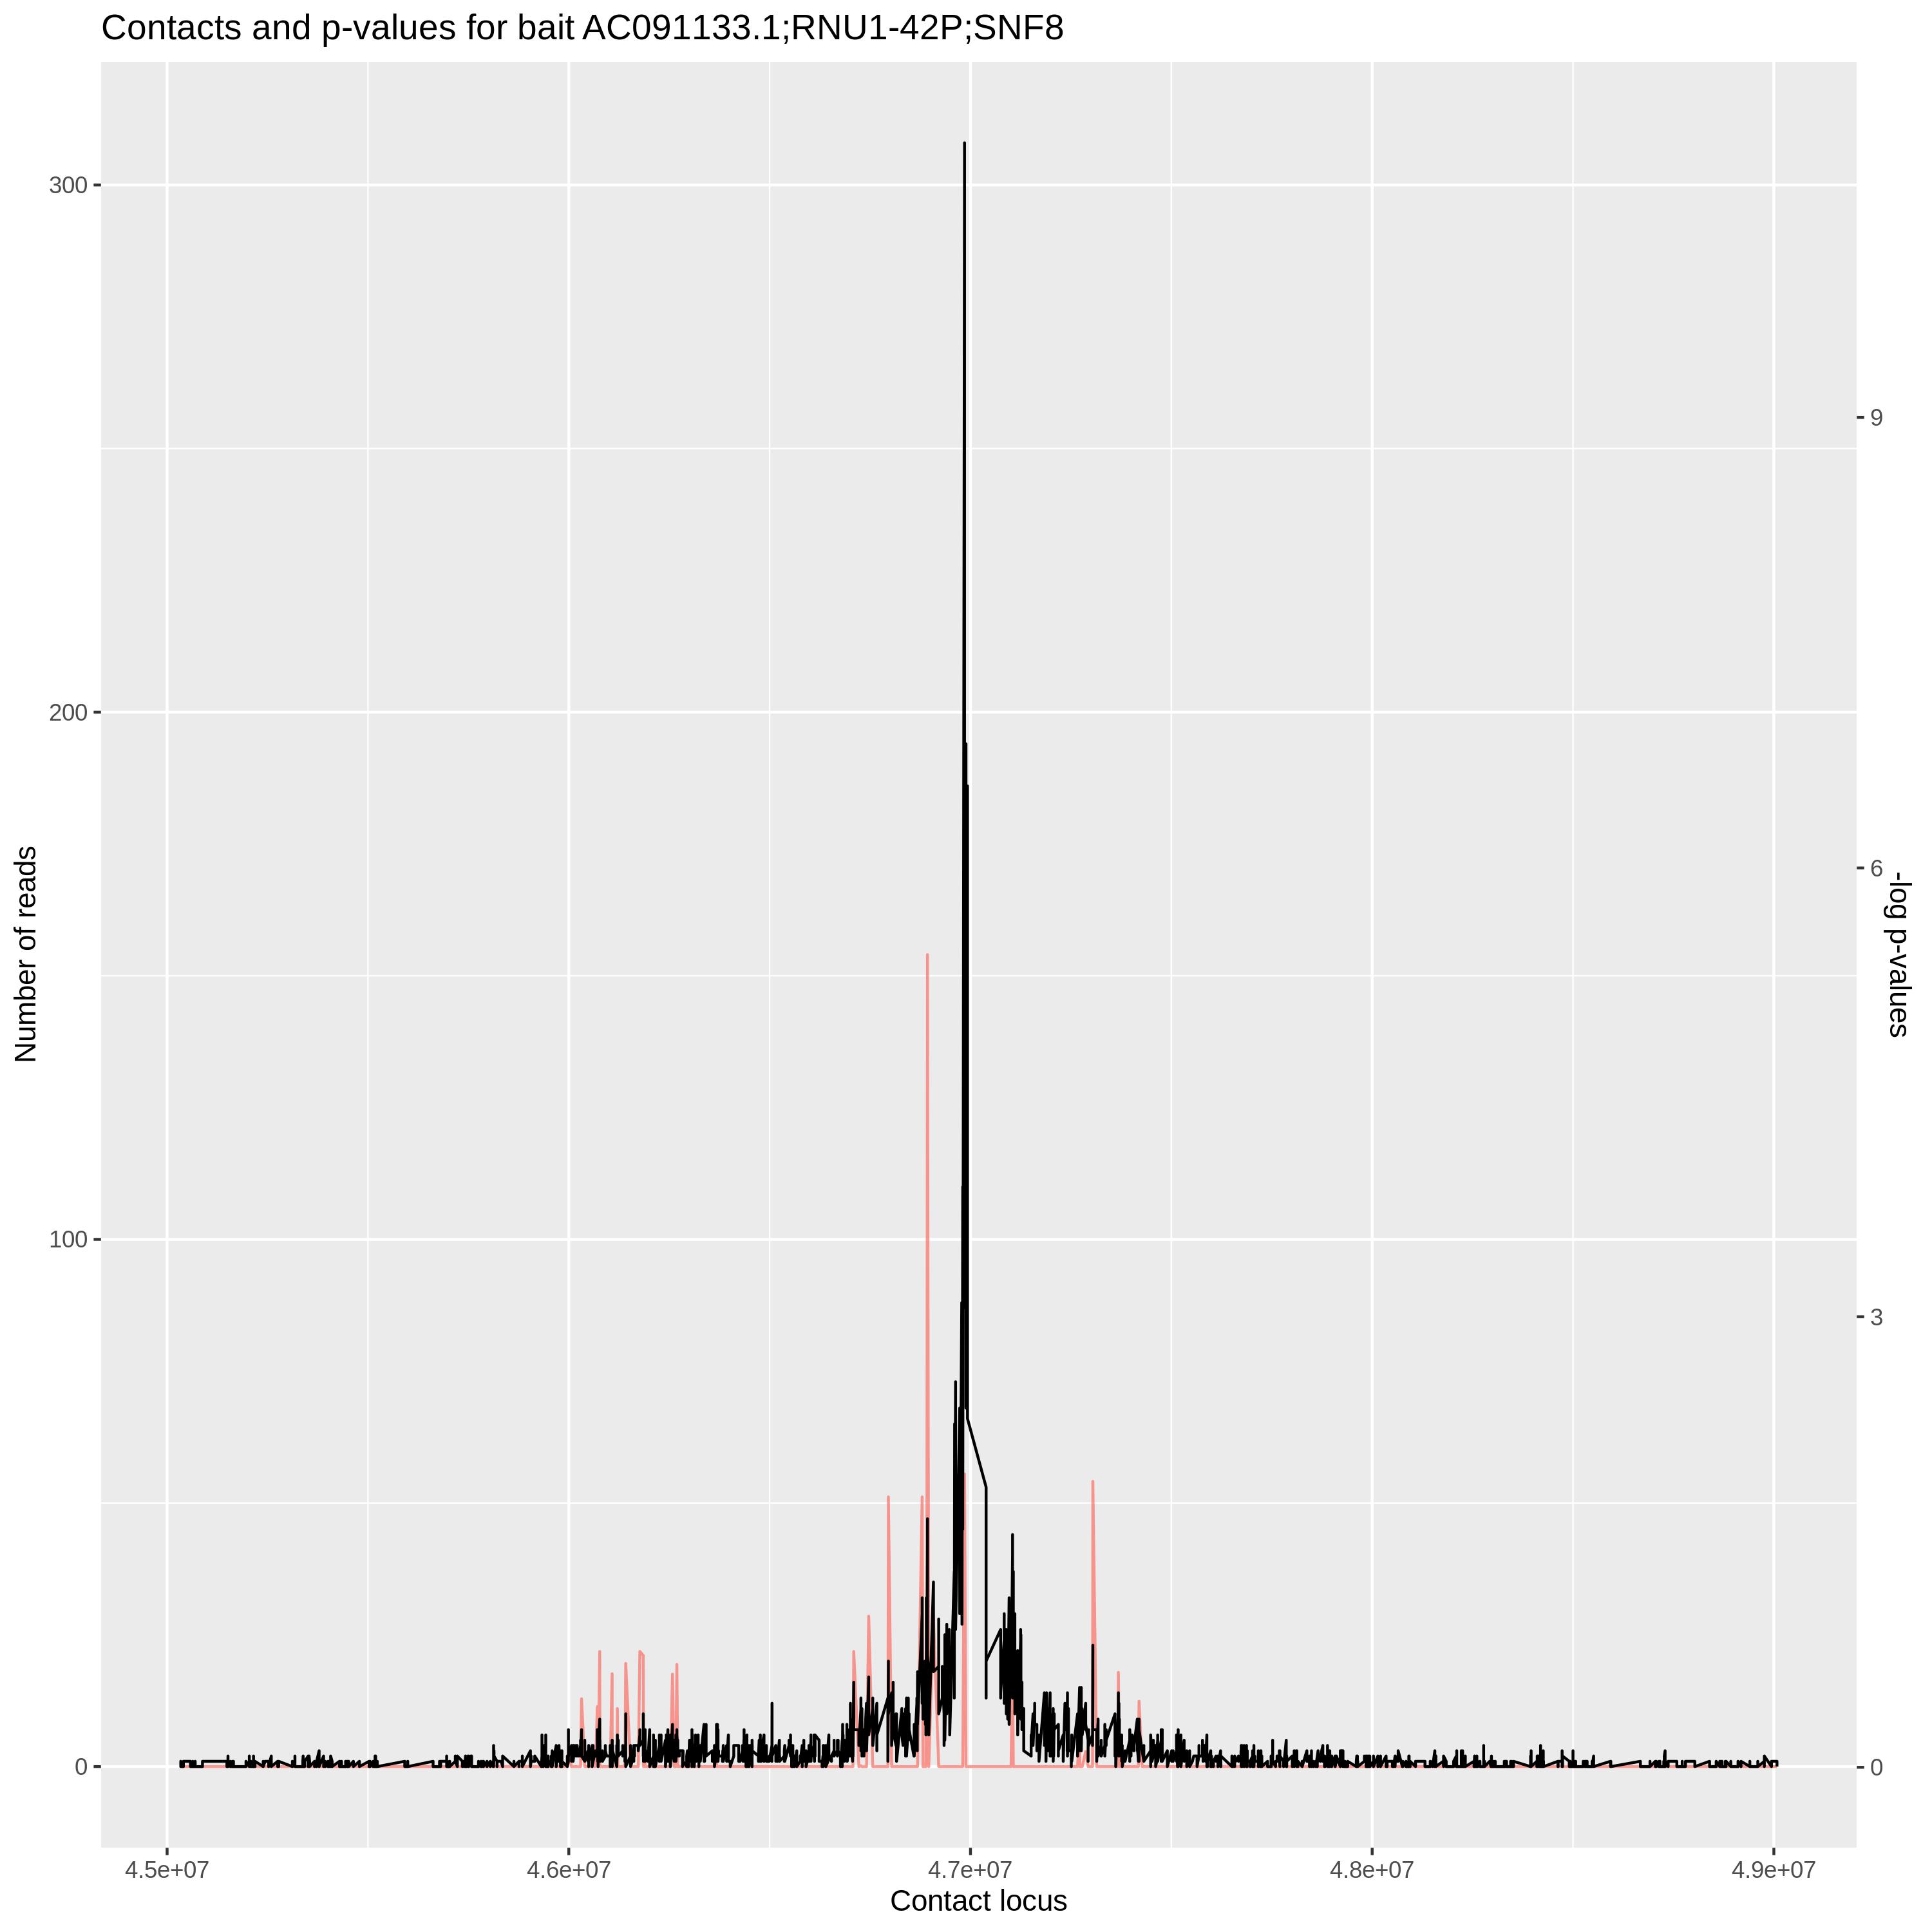 Contacts and p-values for bait AC091133.1;RNU1-42P;SNF8
300
200
100
0
Number of reads
9
6
3
0
-log p-values
4.5e+07 4.6e+07 4.7e+07 4.8e+07 4.9e+07
Contact locus